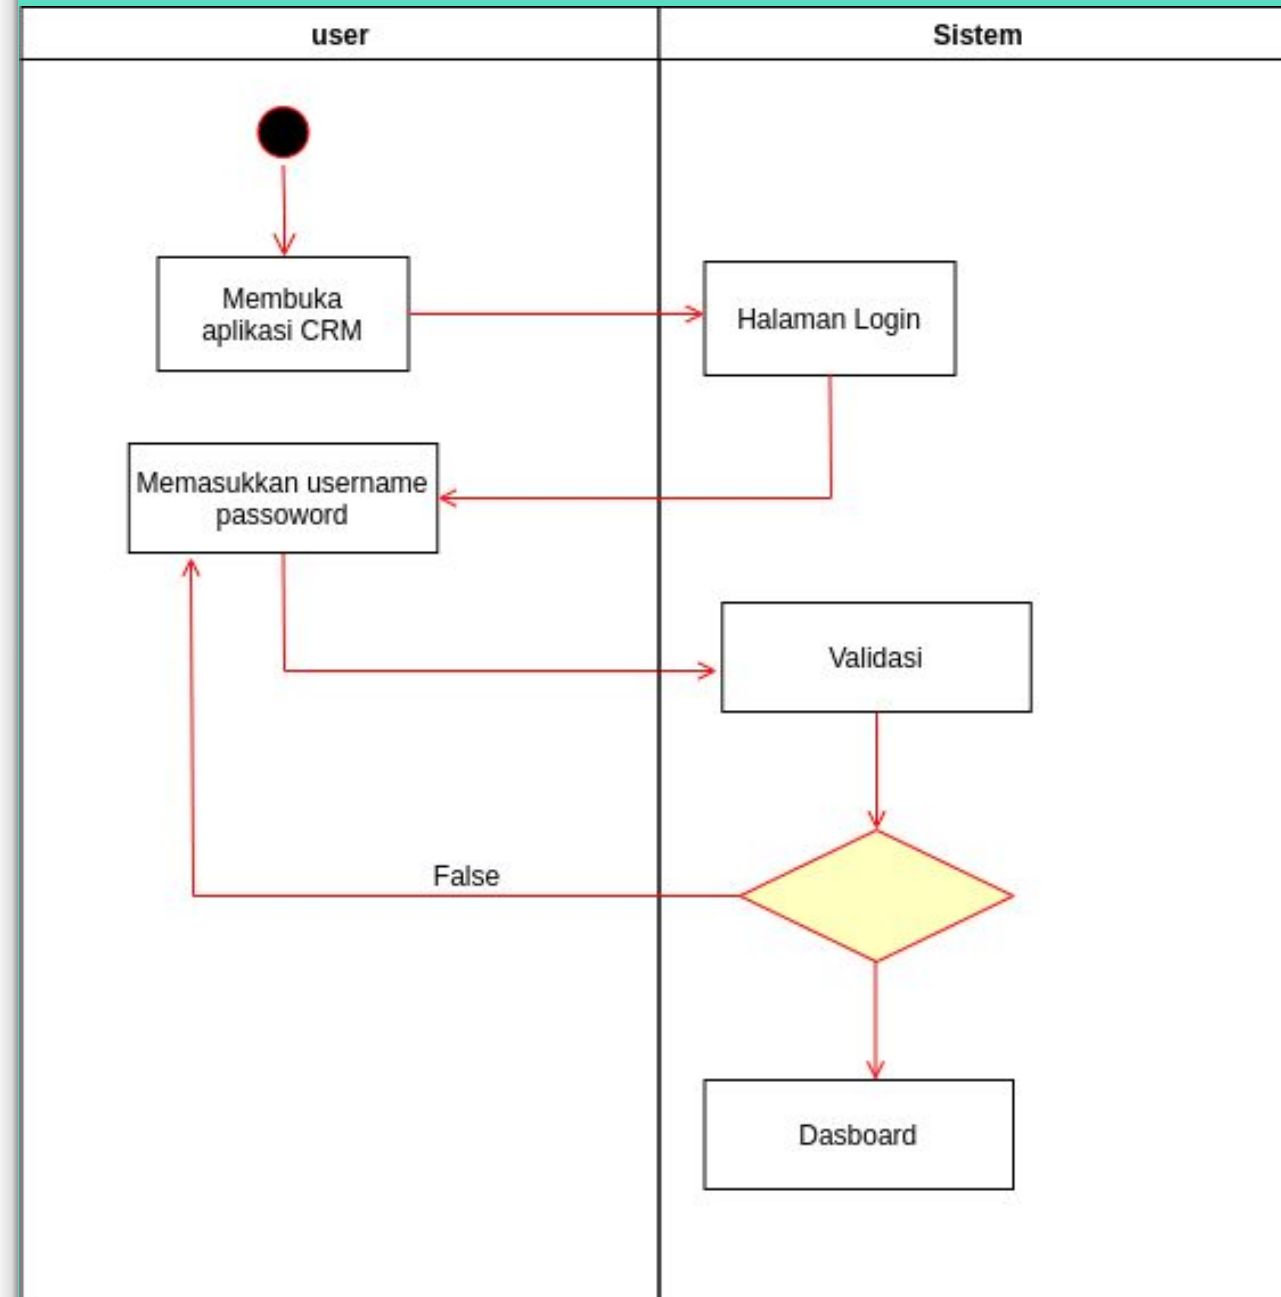 user
Sistem
Membuka
aplikasi CRM
Halaman Login
Memasukkan username
passoword
Validasi
False
Dasboard